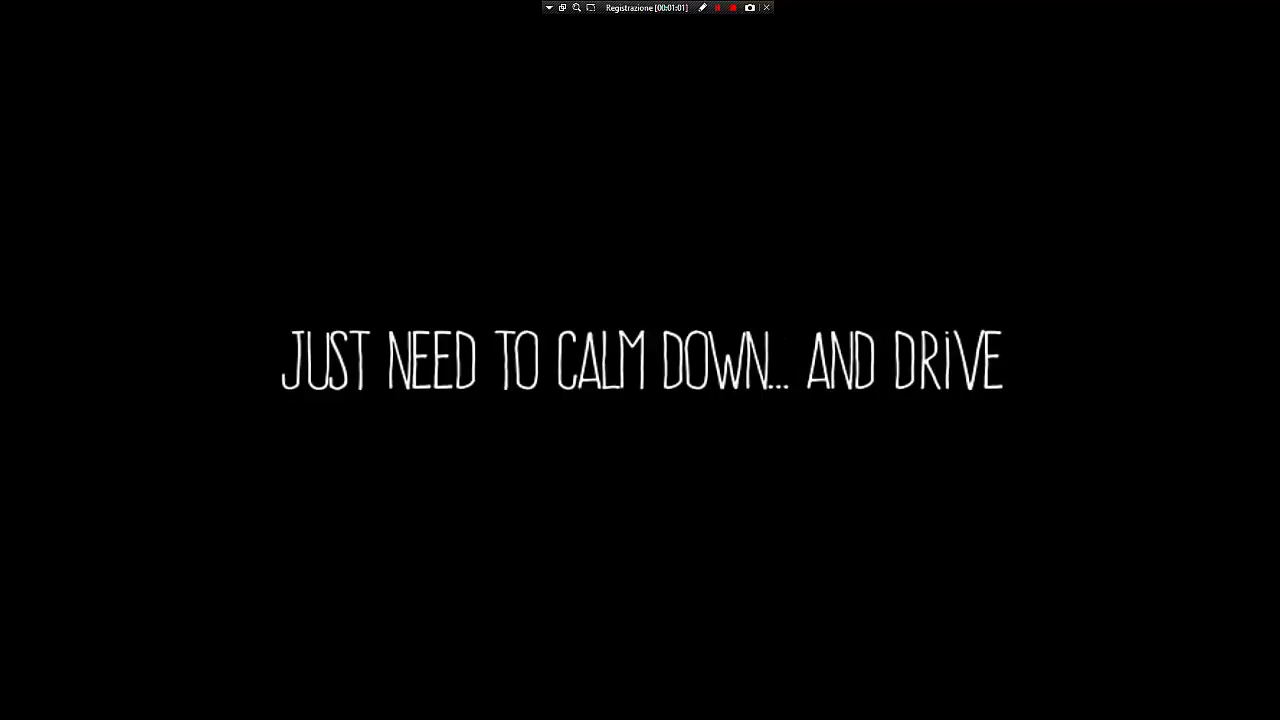 Registrazione [00:01:01]
JUST NEED TO CALM DOWN... AND DRiVE